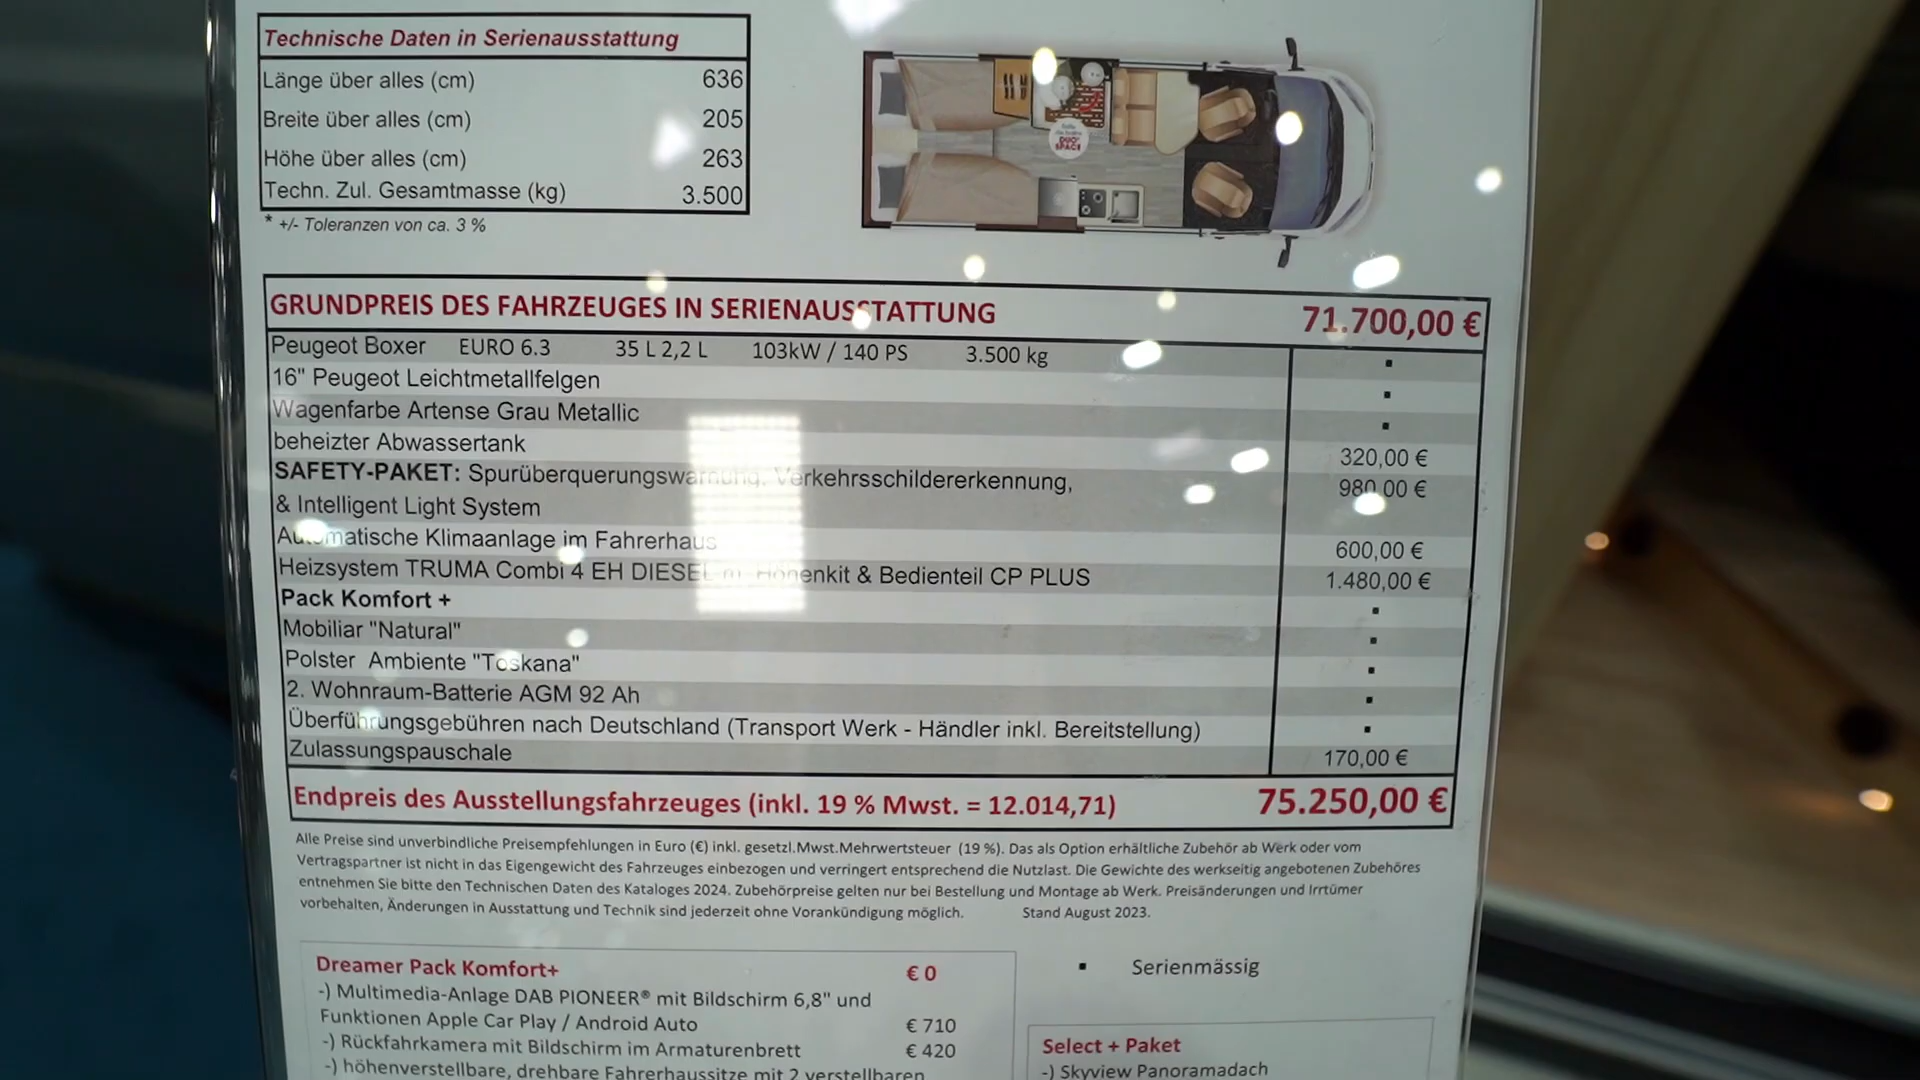 Technische Daten in Serienausstattung
Länge über alles (cm) 636
Breite über alles (cm) 205
Höhe über alles (cm) 263
Techn. Zul. Gesamtmasse (kg) 3.500
* +/- Toleranzen von ca. 3 %
DUO SPACE
GRUNDPREIS DES FAHRZEUGES IN SERIENAUSSTATTUNG 71.700,00 €
Peugeot Boxer EURO 6.3 35 L 2,2 L 103kW / 140 PS 3.500 kg ▪
16" Peugeot Leichtmetallfelgen ▪
Wagenfarbe Artense Grau Metallic ▪
beheizter Abwassertank 320,00 €
SAFETY-PAKET: Spurüberquerungswarnung, Verkehrsschildererkennung, 980,00 €
& Intelligent Light System
Automatische Klimaanlage im Fahrerhaus 600,00 €
Heizsystem TRUMA Combi 4 EH DIESEL Höhenkit & Bedienteil CP PLUS 1.480,00 €
Pack Komfort + ▪
Mobiliar "Natural" ▪
Polster Ambiente "Toskana" ▪
2. Wohnraum-Batterie AGM 92 Ah ▪
Überführungsgebühren nach Deutschland (Transport Werk - Händler inkl. Bereitstellung) ▪
Zulassungspauschale 170,00 €
Endpreis des Ausstellungsfahrzeuges (inkl. 19 % Mwst. = 12.014,71) 75.250,00 €
Alle Preise sind unverbindliche Preisempfehlungen in Euro (€) inkl. gesetzl.Mwst.Mehrwertsteuer (19 %). Das als Option erhältliche Zubehör ab Werk oder vom
Vertragspartner ist nicht in das Eigengewicht des Fahrzeuges einbezogen und verringert entsprechend die Nutzlast. Die Gewichte des werkseitig angebotenen Zubehöres
entnehmen Sie bitte den Technischen Daten des Kataloges 2024. Zubehörpreise gelten nur bei Bestellung und Montage ab Werk. Preisänderungen und Irrtümer
vorbehalten, Änderungen in Ausstattung und Technik sind jederzeit ohne Vorankündigung möglich. Stand August 2023.
Dreamer Pack Komfort+ € 0
-) Multimedia-Anlage DAB PIONEER® mit Bildschirm 6,8" und
Funktionen Apple Car Play / Android Auto € 710
-) Rückfahrkamera mit Bildschirm im Armaturenbrett € 420
-) höhenverstellbare, drehbare Fahrerhaussitze mit 2 verstellbaren
▪ Serienmässig
Select + Paket
-) Skyview Panoramadach